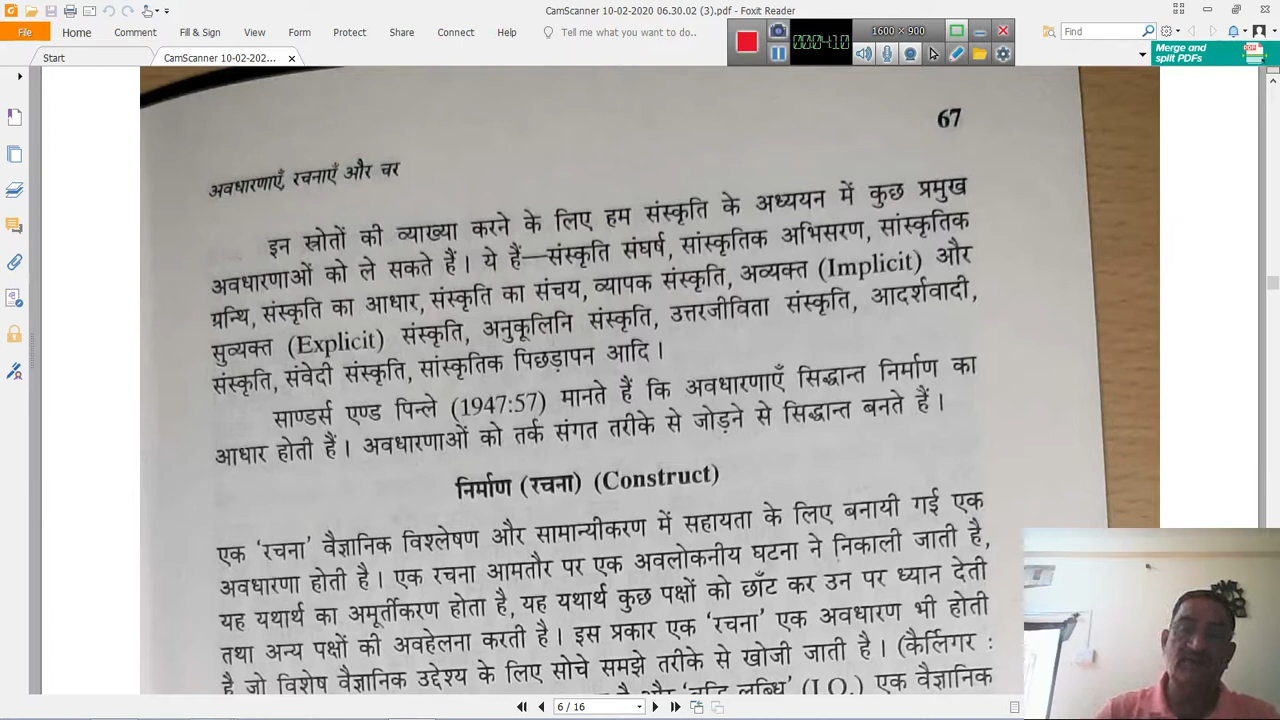 CamScanner 10-02-2020 06.30.02 (3).pdf - Foxit Reader
File Home Comment Fill & Sign View Form Protect Share Connect Help Tell me what you want to do..
1600 × 900
Find
Start CamScanner 10-02-202...
Merge and
split PDFs
67
अवधारणाएँ, रचनाएँ और चर
इन स्रोतों की व्याख्या करने के लिए हम संस्कृति के अध्ययन में कुछ प्रमुख
अवधारणाओं को ले सकते हैं। ये हैं—संस्कृति संघर्ष, सांस्कृतिक अभिसरण, सांस्कृतिक
ग्रन्थि, संस्कृति का आधार, संस्कृति का संचय, व्यापक संस्कृति, अव्यक्त (Implicit) और
सुव्यक्त (Explicit) संस्कृति, अनुकूलिनि संस्कृति, उत्तरजीविता संस्कृति, आदर्शवादी,
संस्कृति, संवेदी संस्कृति, सांस्कृतिक पिछड़ापन आदि।
साण्डर्स एण्ड पिन्ले (1947:57) मानते हैं कि अवधारणाएँ सिद्धान्त निर्माण का
आधार होती हैं। अवधारणाओं को तर्क संगत तरीके से जोड़ने से सिद्धान्त बनते हैं।
निर्माण (रचना) (Construct)
एक ‘रचना’ वैज्ञानिक विश्लेषण और सामान्यीकरण में सहायता के लिए बनायी गई एक
अवधारणा होती है। एक रचना आमतौर पर एक अवलोकनीय घटना ने निकाली जाती है,
यह यथार्थ का अमूर्तीकरण होता है, यह यथार्थ कुछ पक्षों को छाँट कर उन पर ध्यान देती
तथा अन्य पक्षों की अवहेलना करती है। इस प्रकार एक ‘रचना’ एक अवधारण भी होती
है जो विशेष वैज्ञानिक उद्देश्य के लिए सोचे समझे तरीके से खोजी जाती है। (कैर्लिगर :
है और ‘बुद्धि लब्धि’ (I.Q.) एक वैज्ञानिक
6 / 16